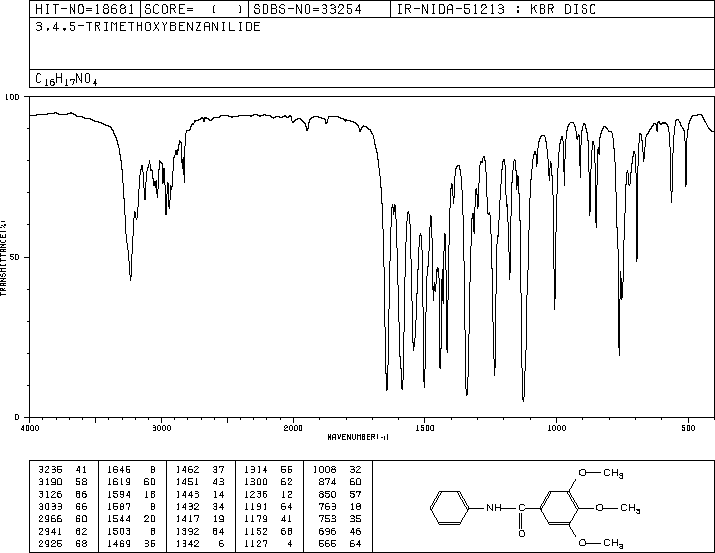 HIT-NO=18681 SCORE= ( ) SDBS-NO=33254 IR-NIDA-51213 : KBR DISC
3,4,5-TRIMETHOXYBENZANILIDE
C₁₆H₁₇NO₄
100
50
0
TRANSMITTANCE(%)
4000 3000 2000 1500 1000 500
WAVENUMBER(-1)
3235 41 1646 8 1462 37 1314 55 1008 32
3190 58 1619 60 1451 43 1300 62 874 60
3126 66 1594 16 1443 14 1236 12 850 57
3033 66 1587 8 1432 34 1191 64 763 18
2966 60 1544 20 1417 19 1179 41 753 35
2941 62 1503 8 1392 64 1152 68 696 46
2925 68 1469 35 1342 6 1127 4 565 64
O—CH₃
NH—C
O—CH₃
O
O—CH₃